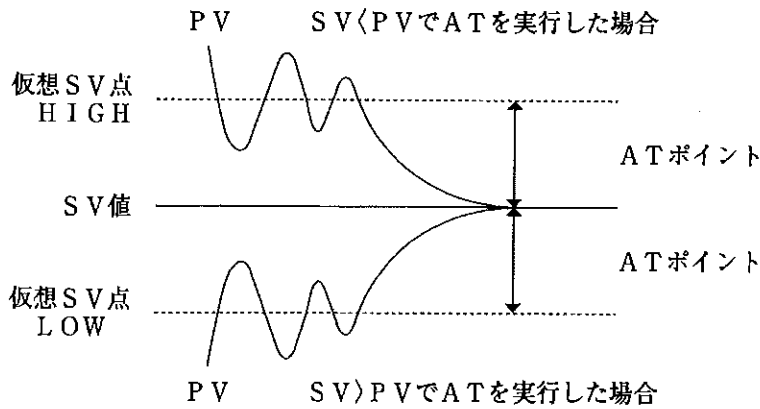 PV SV〈PVでATを実行した場合
仮想SV点
HIGH
ATポイント
SV値
ATポイント
仮想SV点
LOW
PV SV〉PVでATを実行した場合